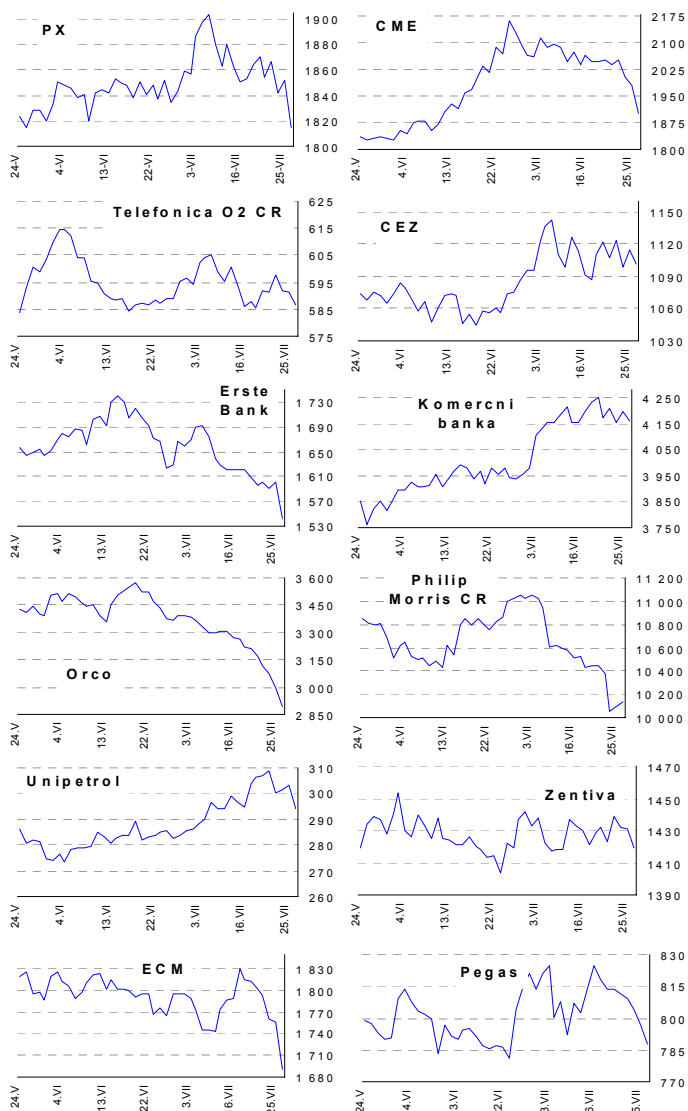 PX
1900
1880
1860
1840
1820
1800
24-V
4-VI
13-VI
22-VI
3-VII
16-VII
25-VII
CME
2175
2100
2025
1950
1875
1800
24.V
4.VI
13.VI
22.VI
3.VII
16.VII
25.VII
Telefonica O2 CR
625
615
605
595
585
575
24.V
4.VI
13.VI
22.VI
3.VII
16.VII
25.VII
CEZ
1150
1120
1090
1060
1030
24.V
4.VI
13.VI
22.VI
3.VII
16.VII
25.VII
Erste
Bank
1 730
1 690
1 650
1 610
1 570
1 530
24.V
4.VI
13.VI
22.VI
3.VII
16.VII
25.VII
Komercni
banka
4 250
4 150
3 950
3 850
3 750
24.V
4.VI
13.VI
22.VI
3.VII
16.VII
25.VII
Orco
3 600
3 450
3 300
3 150
3 000
2 850
24.V
4.VI
13.VI
22.VI
3.VII
16.VII
25.VII
Philip
Morris CR
11 200
11 000
10 800
10 600
10 400
10 200
10 000
24.V
4.VI
13.VI
22.VI
3.VII
16.VII
25.VII
Unipetrol
310
300
290
280
270
260
24.V
4.VI
13.VI
22.VI
3.VII
16.VII
25.VII
Zentiva
1470
1450
1430
1410
1390
24.V
4.VI
13.VI
22.VI
3.VII
16.VII
25.VII
ECM
1 830
1 800
1 770
1 740
1 710
1 680
24.V
4.VI
13.VI
22.VI
3.VII
Pegas
830
815
800
785
770
24.V
4.VI
13.VI
22.VI
3.VII